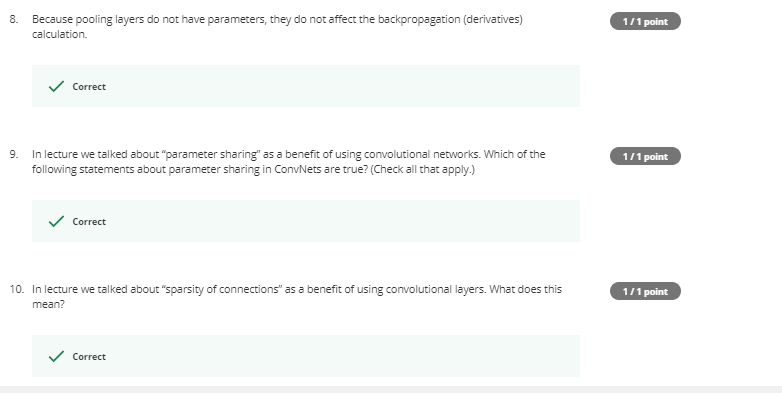 8. Because pooling layers do not have parameters, they do not affect the backpropagation (derivatives)
calculation.
1 / 1 point
Correct
9. In lecture we talked about "parameter sharing" as a benefit of using convolutional networks. Which of the
following statements about parameter sharing in ConvNets are true? (Check all that apply.)
1 / 1 point
Correct
10. In lecture we talked about "sparsity of connections" as a benefit of using convolutional layers. What does this
mean?
1 / 1 point
Correct